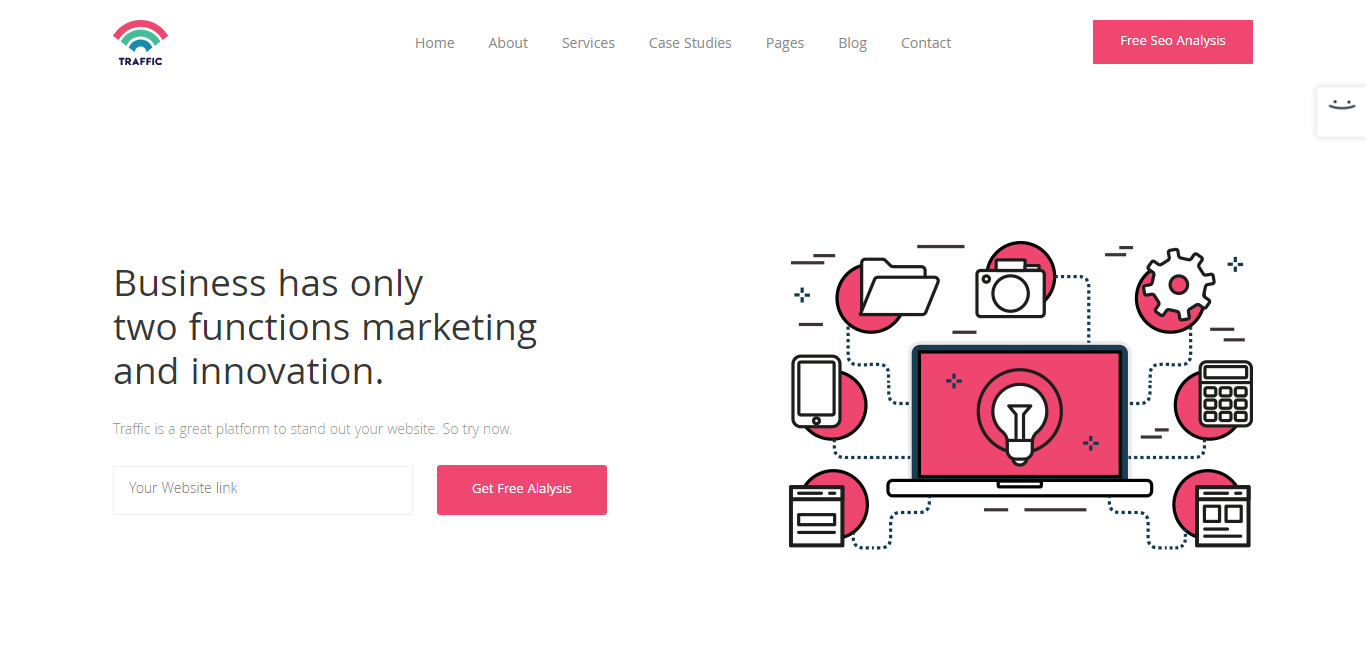 TRAFFIC
Home About Services Case Studies Pages Blog Contact
Free Seo Analysis
Business has only
two functions marketing
and innovation.
Traffic is a great platform to stand out your website. So try now.
Your Website link
Get Free Alalysis